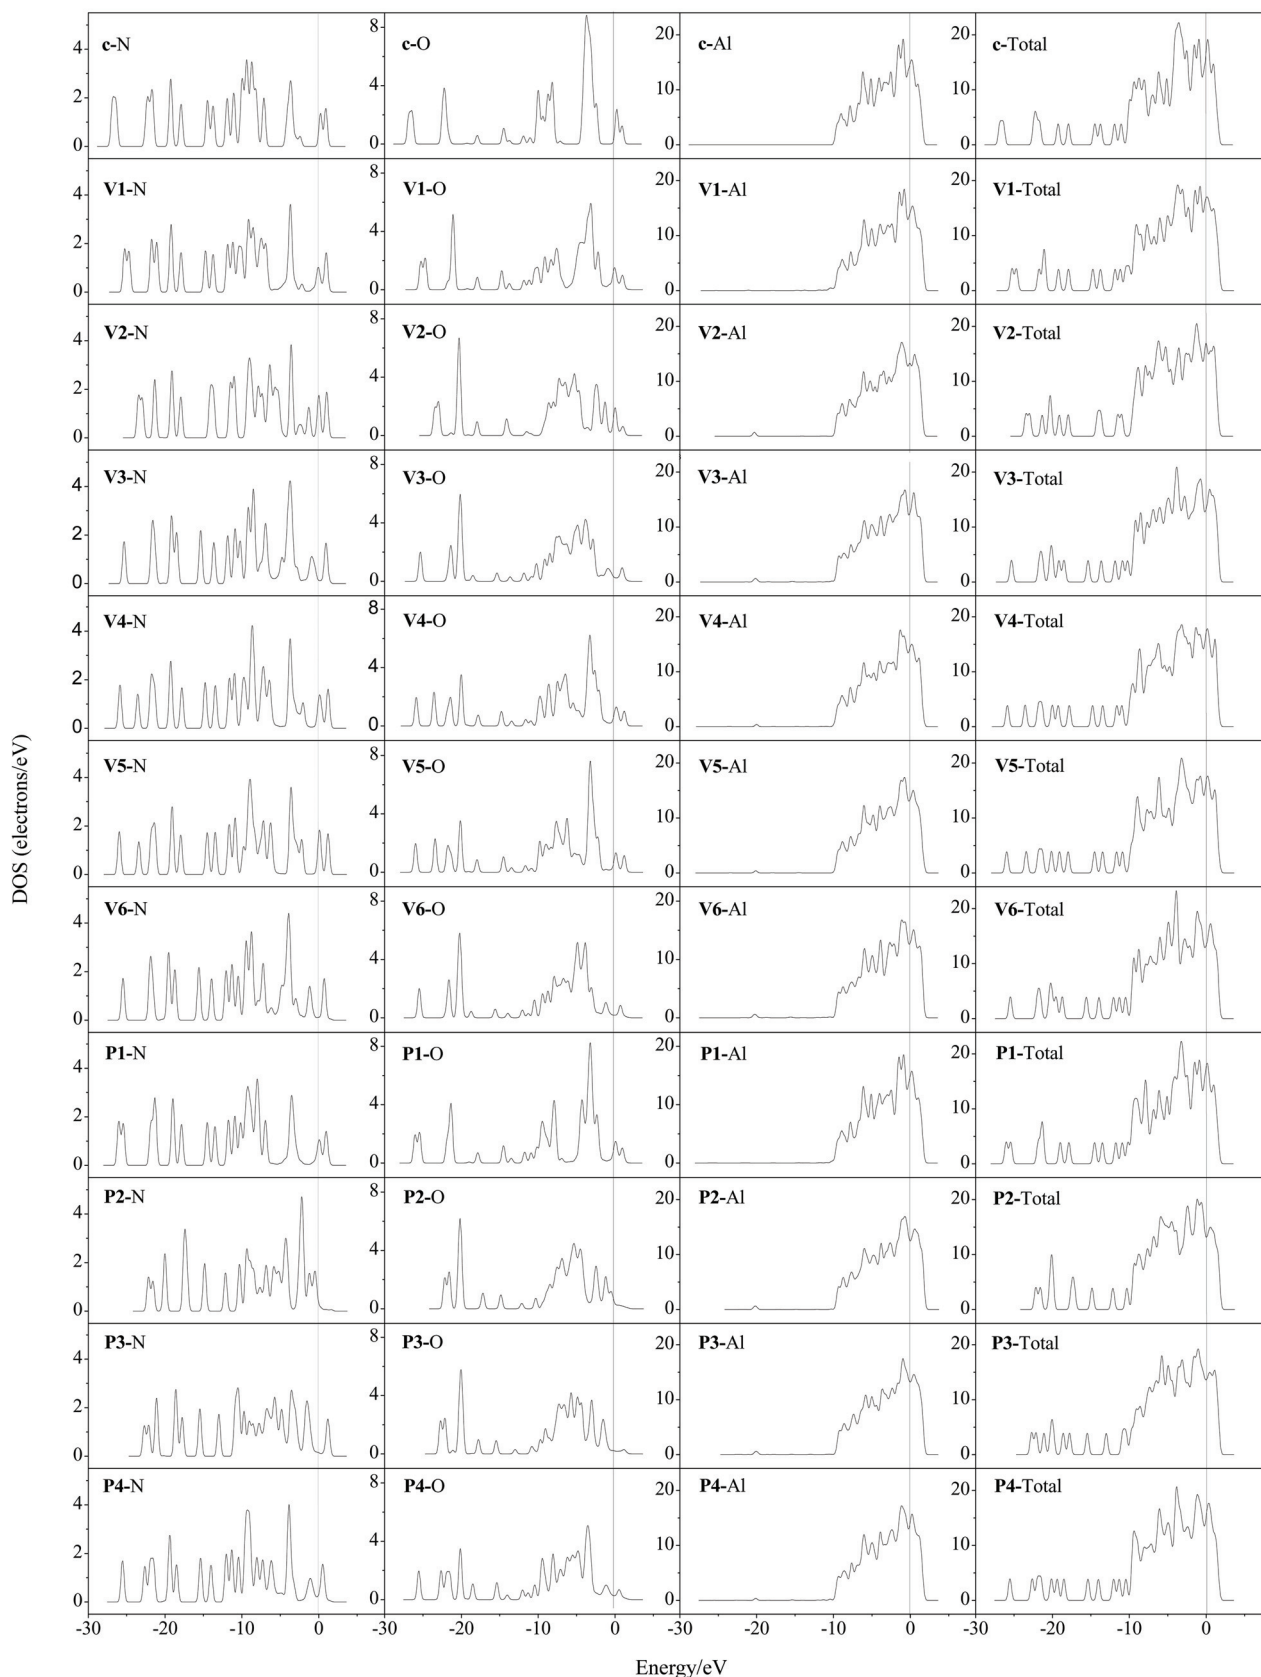 c-N c-O c-Al c-Total
4 2 0
8 4 0
20 10 0
20 10 0
V1-N V1-O V1-Al V1-Total
4 2 0
8 4 0
20 10 0
20 10 0
V2-N V2-O V2-Al V2-Total
4 2 0
8 4 0
20 10 0
20 10 0
V3-N V3-O V3-Al V3-Total
4 2 0
8 4 0
20 10 0
20 10 0
V4-N V4-O V4-Al V4-Total
4 2 0
8 4 0
20 10 0
20 10 0
V5-N V5-O V5-Al V5-Total
4 2 0
8 4 0
20 10 0
20 10 0
V6-N V6-O V6-Al V6-Total
4 2 0
8 4 0
20 10 0
20 10 0
P1-N P1-O P1-Al P1-Total
4 2 0
8 4 0
20 10 0
20 10 0
P2-N P2-O P2-Al P2-Total
4 2 0
8 4 0
20 10 0
20 10 0
P3-N P3-O P3-Al P3-Total
4 2 0
8 4 0
20 10 0
20 10 0
P4-N P4-O P4-Al P4-Total
4 2 0
8 4 0
20 10 0
20 10 0
-30 -20 -10 0 -30 -20 -10 0 -30 -20 -10 0 -30 -20 -10 0
DOS (electrons/eV)
Energy/eV